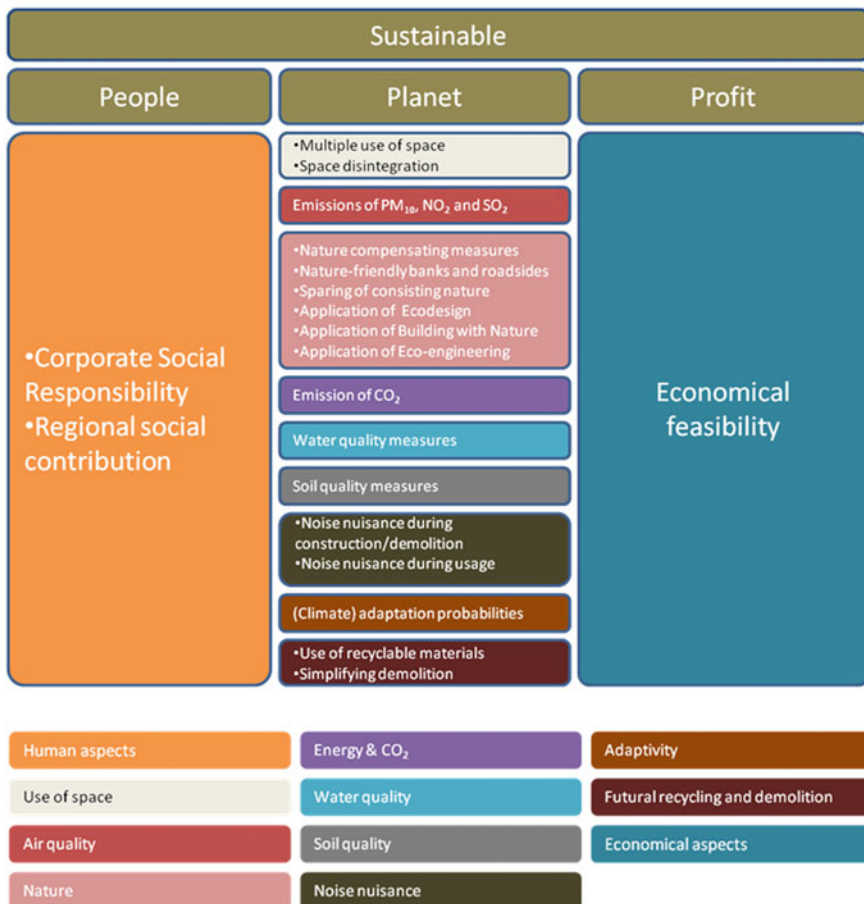 Sustainable
People
Planet
Profit
•Corporate Social
Responsibility
•Regional social
contribution
•Multiple use of space
•Space disintegration
Emissions of PM₁₀, NO₂ and SO₂
•Nature compensating measures
•Nature-friendly banks and roadsides
•Sparing of consisting nature
•Application of Ecodesign
•Application of Building with Nature
•Application of Eco-engineering
Emission of CO₂
Water quality measures
Soil quality measures
•Noise nuisance during
construction/demolition
•Noise nuisance during usage
(Climate) adaptation probabilities
•Use of recyclable materials
•Simplifying demolition
Economical
feasibility
Human aspects
Use of space
Air quality
Nature
Energy & CO₂
Water quality
Soil quality
Noise nuisance
Adaptivity
Futural recycling and demolition
Economical aspects